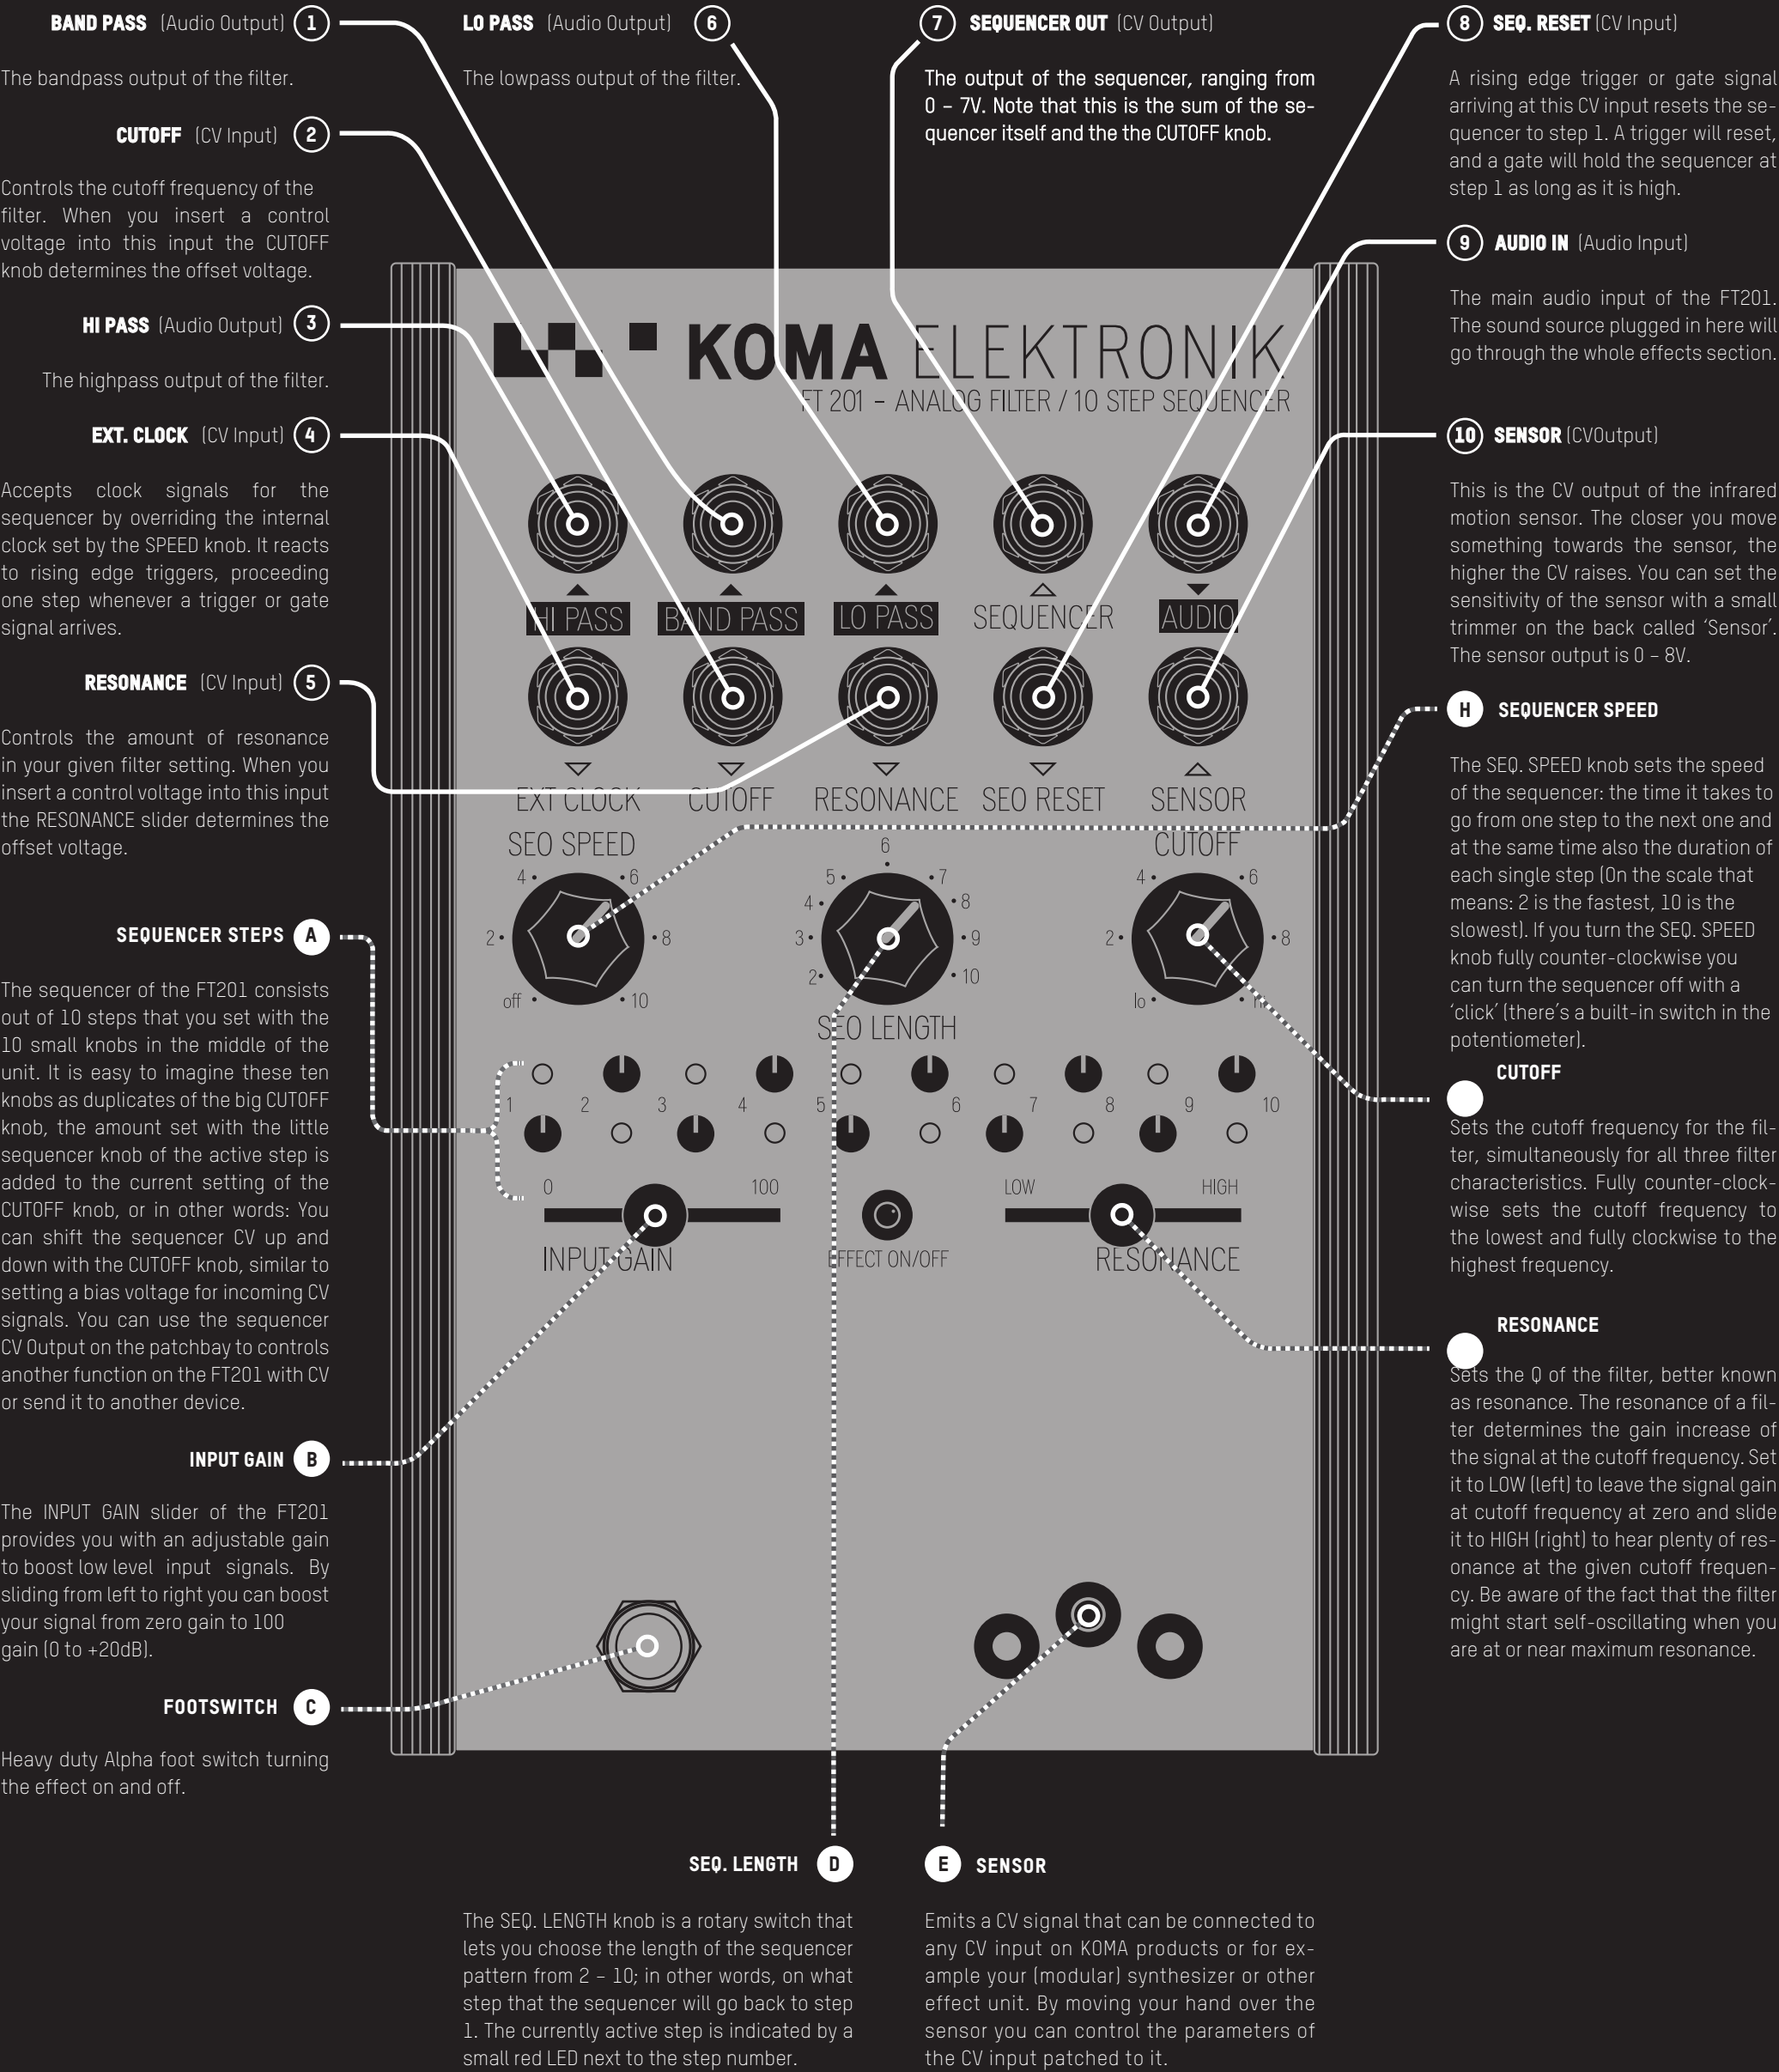 BAND PASS (Audio Output) 1
The bandpass output of the filter.
CUTOFF (CV Input) 2
Controls the cutoff frequency of the
filter. When you insert a control
voltage into this input the CUTOFF
knob determines the offset voltage.
HI PASS (Audio Output) 3
The highpass output of the filter.
EXT. CLOCK (CV Input) 4
Accepts clock signals for the
sequencer by overriding the internal
clock set by the SPEED knob. It reacts
to rising edge triggers, proceeding
one step whenever a trigger or gate
signal arrives.
RESONANCE (CV Input) 5
Controls the amount of resonance
in your given filter setting. When you
insert a control voltage into this input
the RESONANCE slider determines the
offset voltage.
SEQUENCER STEPS A
The sequencer of the FT201 consists
out of 10 steps that you set with the
10 small knobs in the middle of the
unit. It is easy to imagine these ten
knobs as duplicates of the big CUTOFF
knob, the amount set with the little
sequencer knob of the active step is
added to the current setting of the
CUTOFF knob, or in other words: You
can shift the sequencer CV up and
down with the CUTOFF knob, similar to
setting a bias voltage for incoming CV
signals. You can use the sequencer
CV Output on the patchbay to controls
another function on the FT201 with CV
or send it to another device.
INPUT GAIN B
The INPUT GAIN slider of the FT201
provides you with an adjustable gain
to boost low level input signals. By
sliding from left to right you can boost
your signal from zero gain to 100
gain (0 to +20dB).
FOOTSWITCH C
Heavy duty Alpha foot switch turning
the effect on and off.
LO PASS (Audio Output) 6
The lowpass output of the filter.
7 SEQUENCER OUT (CV Output)
The output of the sequencer, ranging from
0 – 7V. Note that this is the sum of the se-
quencer itself and the the CUTOFF knob.
KOMA ELEKTRONIK
FT 201 - ANALOG FILTER / 10 STEP SEQUENCER
HI PASS BAND PASS LO PASS SEQUENCER AUDIO
EXT CLOCK CUTOFF RESONANCE SEQ RESET SENSOR
SEQ SPEED CUTOFF
off 2 4 6 8 10
2 3 4 5 6 7 8 9 10
lo 2 4 6 8 hi
SEQ LENGTH
1 2 3 4 5 6 7 8 9 10
0 100 LOW HIGH
INPUT GAIN EFFECT ON/OFF RESONANCE
SEQ. LENGTH D
The SEQ. LENGTH knob is a rotary switch that
lets you choose the length of the sequencer
pattern from 2 – 10; in other words, on what
step that the sequencer will go back to step
1. The currently active step is indicated by a
small red LED next to the step number.
E SENSOR
Emits a CV signal that can be connected to
any CV input on KOMA products or for ex-
ample your (modular) synthesizer or other
effect unit. By moving your hand over the
sensor you can control the parameters of
the CV input patched to it.
8 SEQ. RESET (CV Input)
A rising edge trigger or gate signal
arriving at this CV input resets the se-
quencer to step 1. A trigger will reset,
and a gate will hold the sequencer at
step 1 as long as it is high.
9 AUDIO IN (Audio Input)
The main audio input of the FT201.
The sound source plugged in here will
go through the whole effects section.
10 SENSOR (CVOutput)
This is the CV output of the infrared
motion sensor. The closer you move
something towards the sensor, the
higher the CV raises. You can set the
sensitivity of the sensor with a small
trimmer on the back called ‘Sensor’.
The sensor output is 0 – 8V.
H SEQUENCER SPEED
The SEQ. SPEED knob sets the speed
of the sequencer: the time it takes to
go from one step to the next one and
at the same time also the duration of
each single step (On the scale that
means: 2 is the fastest, 10 is the
slowest). If you turn the SEQ. SPEED
knob fully counter-clockwise you
can turn the sequencer off with a
‘click’ (there’s a built-in switch in the
potentiometer).
CUTOFF
Sets the cutoff frequency for the fil-
ter, simultaneously for all three filter
characteristics. Fully counter-clock-
wise sets the cutoff frequency to
the lowest and fully clockwise to the
highest frequency.
RESONANCE
Sets the Q of the filter, better known
as resonance. The resonance of a fil-
ter determines the gain increase of
the signal at the cutoff frequency. Set
it to LOW (left) to leave the signal gain
at cutoff frequency at zero and slide
it to HIGH (right) to hear plenty of res-
onance at the given cutoff frequen-
cy. Be aware of the fact that the filter
might start self-oscillating when you
are at or near maximum resonance.